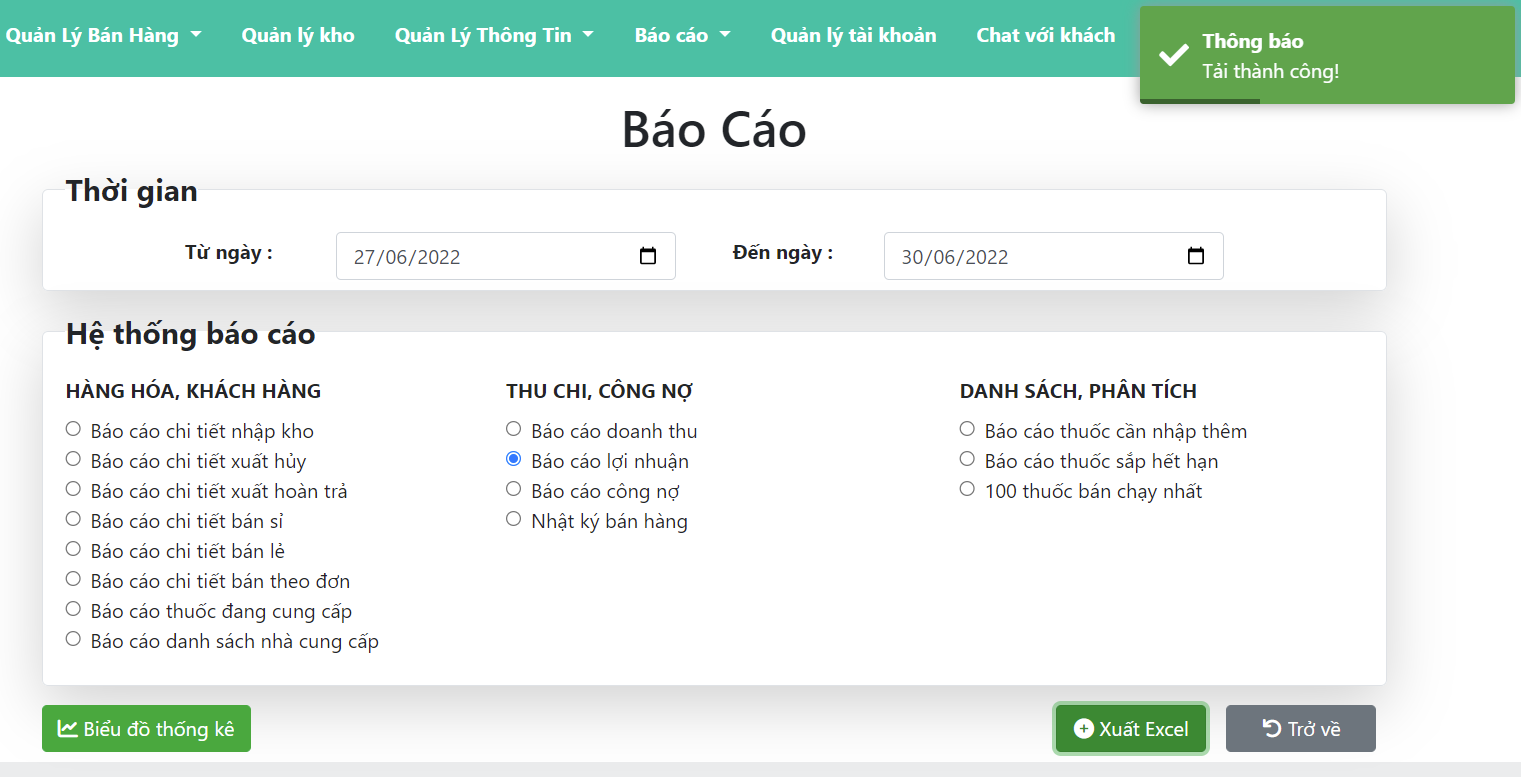 Quản Lý Bán Hàng Quản lý kho Quản Lý Thông Tin Báo cáo Quản lý tài khoản Chat với khách
Thông báo
Tải thành công!
Báo Cáo
Thời gian
Từ ngày : 27/06/2022 Đến ngày : 30/06/2022
Hệ thống báo cáo
HÀNG HÓA, KHÁCH HÀNG
Báo cáo chi tiết nhập kho
Báo cáo chi tiết xuất hủy
Báo cáo chi tiết xuất hoàn trả
Báo cáo chi tiết bán sỉ
Báo cáo chi tiết bán lẻ
Báo cáo chi tiết bán theo đơn
Báo cáo thuốc đang cung cấp
Báo cáo danh sách nhà cung cấp
THU CHI, CÔNG NỢ
Báo cáo doanh thu
Báo cáo lợi nhuận
Báo cáo công nợ
Nhật ký bán hàng
DANH SÁCH, PHÂN TÍCH
Báo cáo thuốc cần nhập thêm
Báo cáo thuốc sắp hết hạn
100 thuốc bán chạy nhất
Biểu đồ thống kê Xuất Excel Trở về